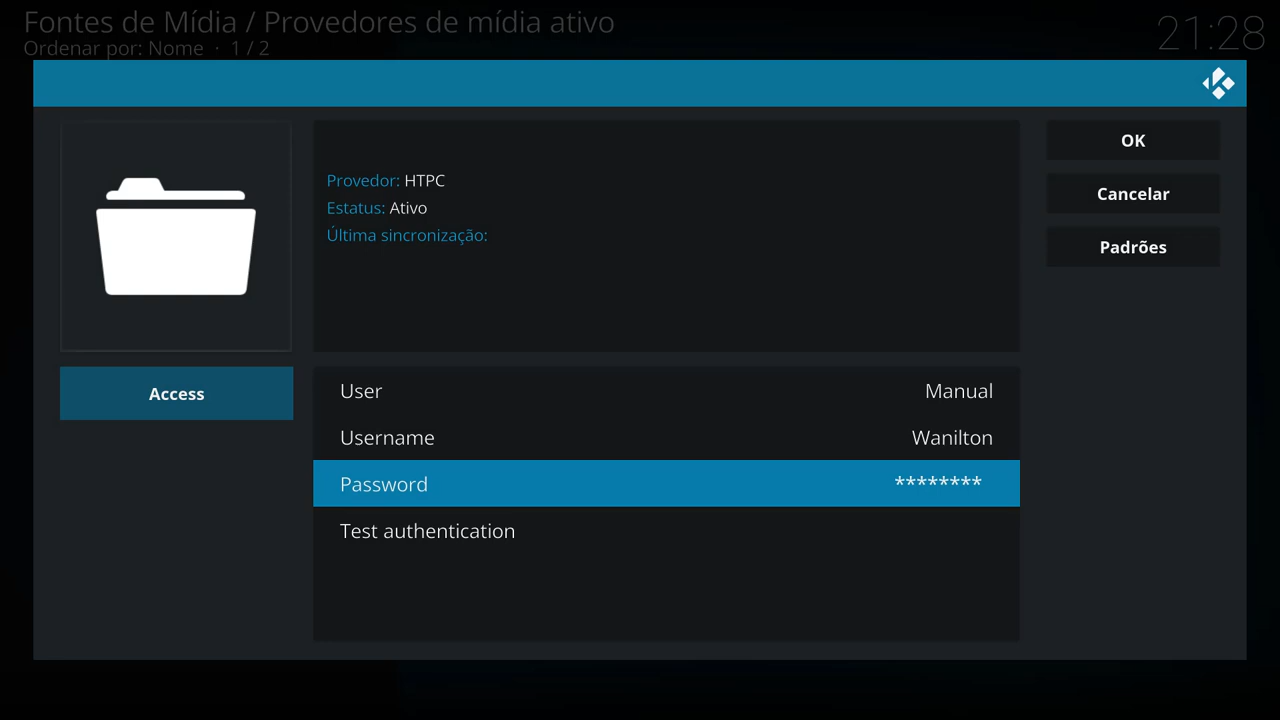 Fontes de Mídia / Provedores de mídia ativo
Ordenar por: Nome · 1 / 2
21:28
Provedor: HTPC
Estatus: Ativo
Última sincronização:
OK
Cancelar
Padrões
Access
User Manual
Username Wanilton
Password ********
Test authentication